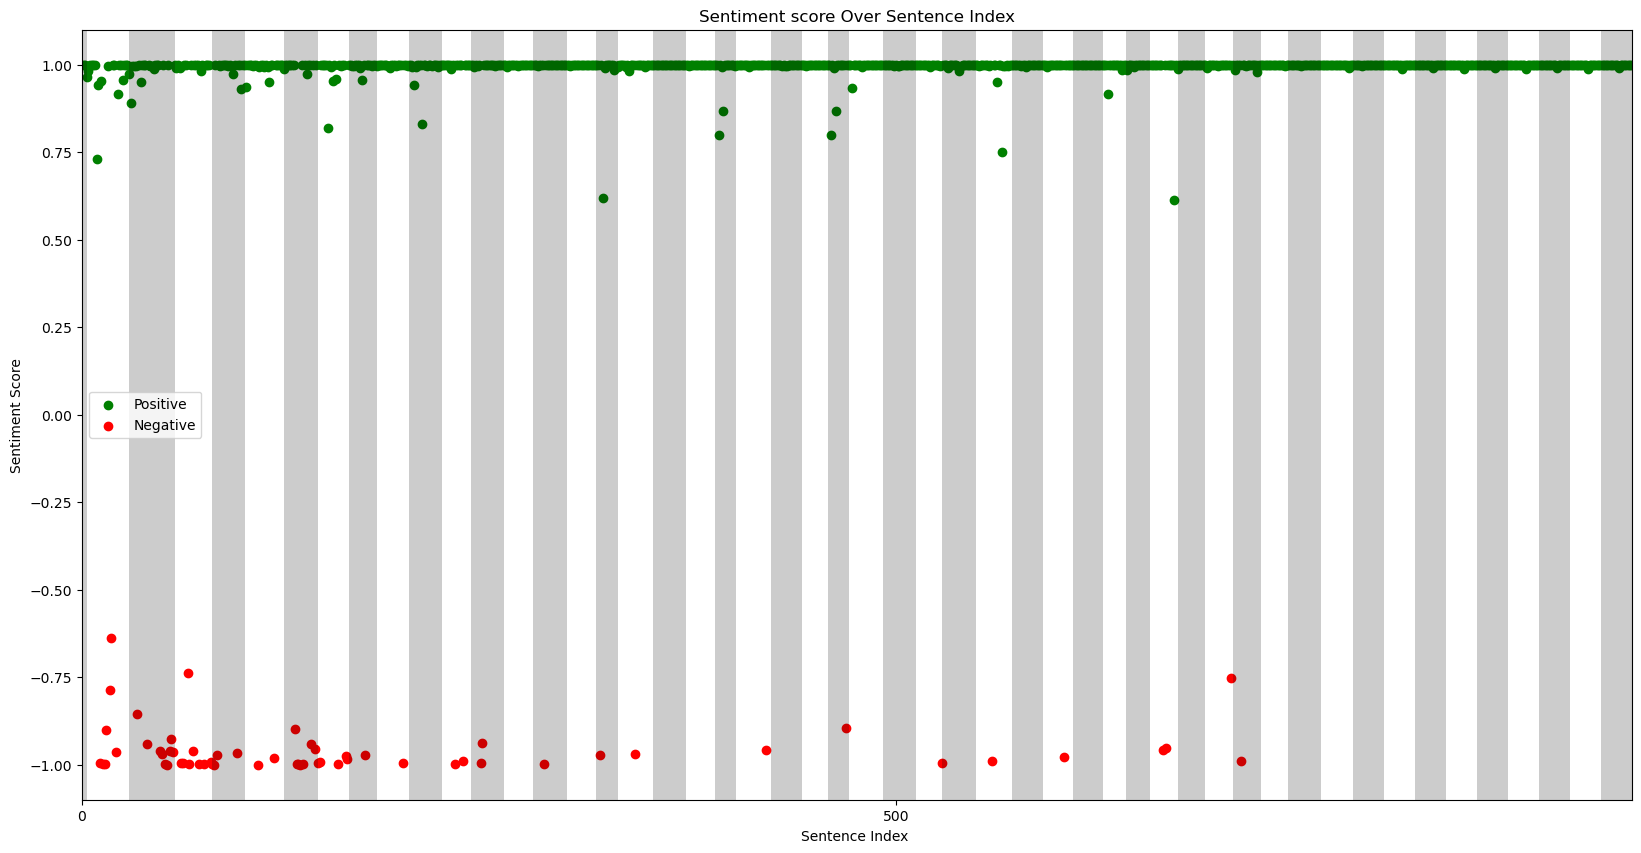 Sentiment score Over Sentence Index
1.00
0.75
0.50
0.25
0.00
−0.25
−0.50
−0.75
−1.00
Sentiment Score
Positive
Negative
0
500
Sentence Index